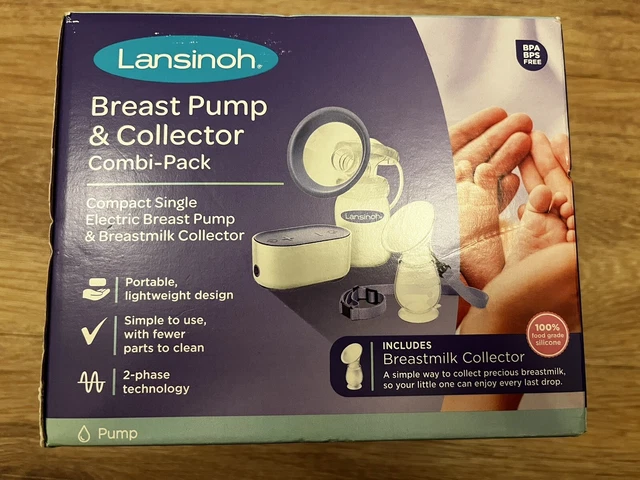 Lansinoh®
BPA
BPS
FREE
Breast Pump
& Collector
Combi-Pack
Compact Single
Electric Breast Pump
& Breastmilk Collector
Lansinoh
Portable,
lightweight design
Simple to use,
with fewer
parts to clean
2-phase
technology
100%
food grade
silicone
INCLUDES
Breastmilk Collector
A simple way to collect precious breastmilk,
so your little one can enjoy every last drop.
Pump